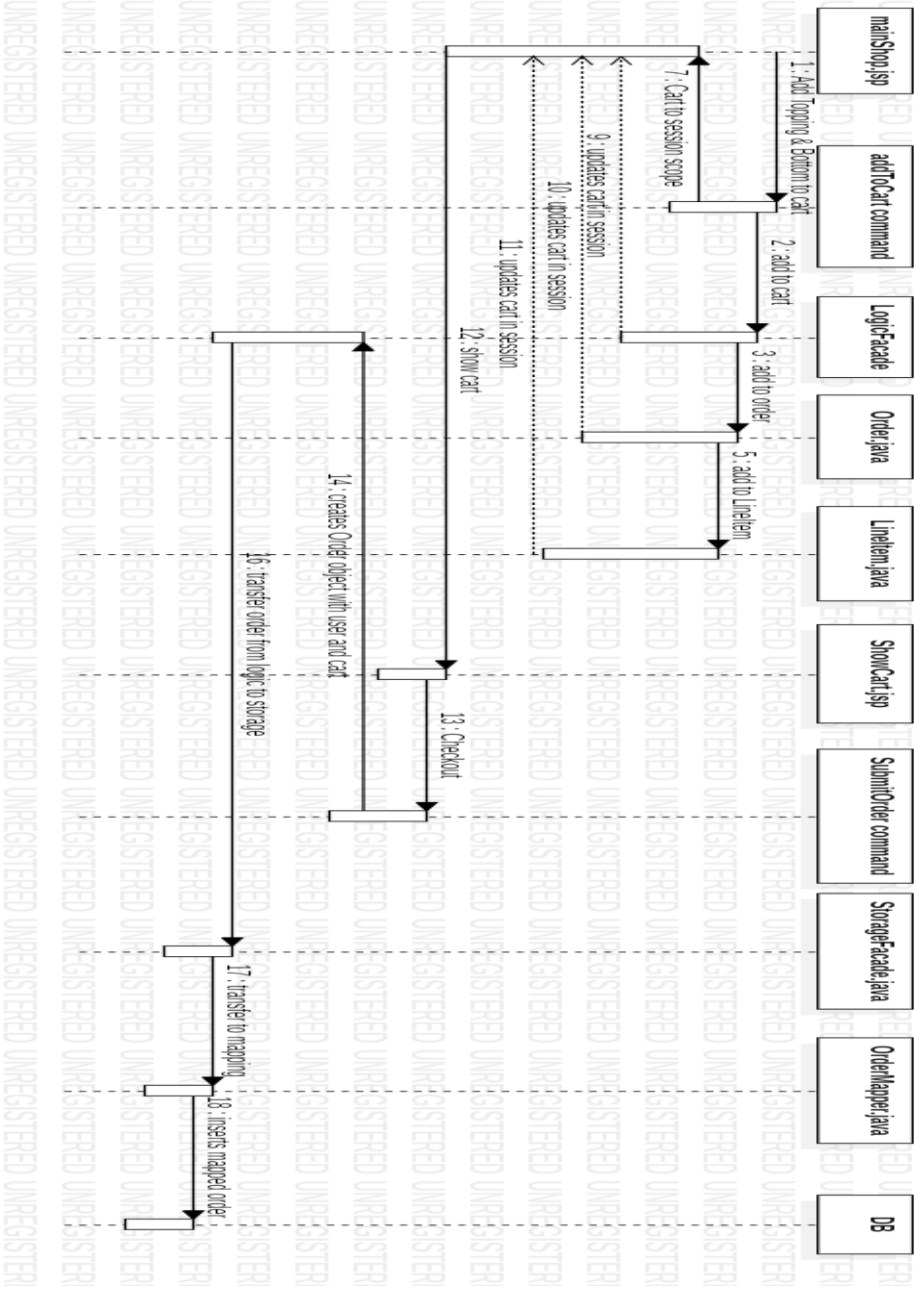 mainShop.jsp
addToCart command
LogicFacade
Order.java
LineItem.java
ShowCart.jsp
SubmitOrder command
StorageFacade.java
OrderMapper.java
DB
1 : Add Topping & Bottom to cart
2 : add to cart
3 : add to order
5 : add to LineItem
7 : Cart to session scope
9 : updates cart in session
10 : updates cart in session
11 : updates cart in session
12 : show cart
13 : Checkout
14 : creates Order object with user and cart
16 : transfer order from logic to storage
17 : transfer to mapping
18 : inserts mapped order
UNREGISTERED